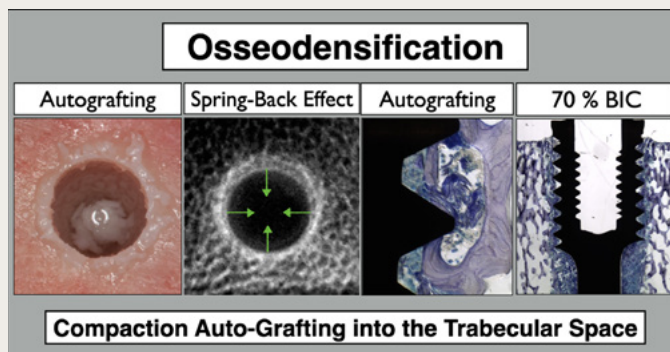 Osseodensification
Autografting
Spring-Back Effect
Autografting
70 % BIC
Compaction Auto-Grafting into the Trabecular Space